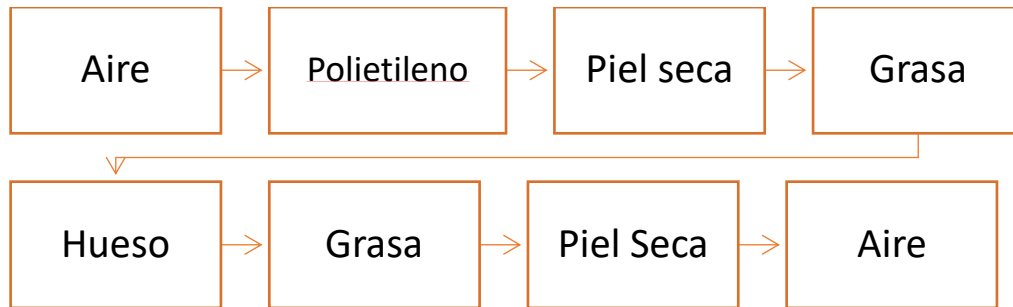 Aire
Polietileno
Piel seca
Grasa
Hueso
Grasa
Piel Seca
Aire